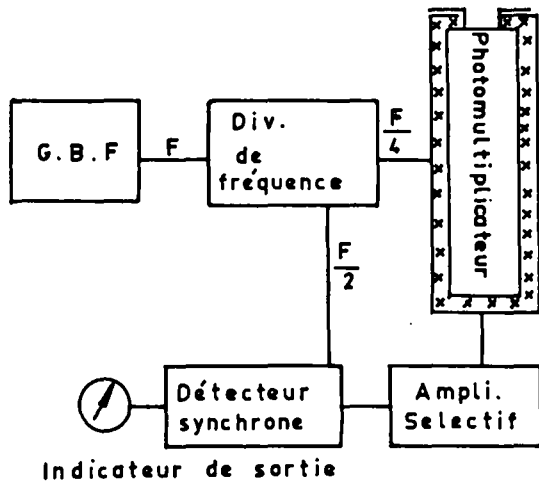 G.B.F
F
Div.
de
fréquence
F
4
Photomultiplicateur
F
2
Détecteur
synchrone
Ampli.
Selectif
Indicateur de sortie